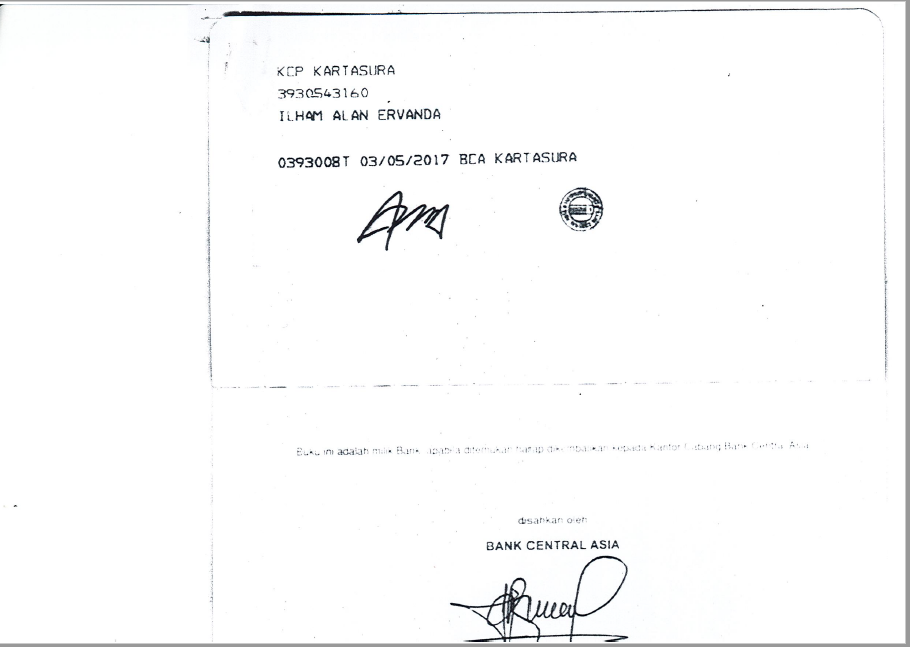 KCP KARTASURA
3930543160
ILHAM ALAN ERVANDA
0393008T 03/05/2017 BCA KARTASURA
Buku ini adalah milik Bank, apabila ditemukan harap dikembalikan kepada Kantor Cabang Bank Central Asia
disahkan oleh
BANK CENTRAL ASIA